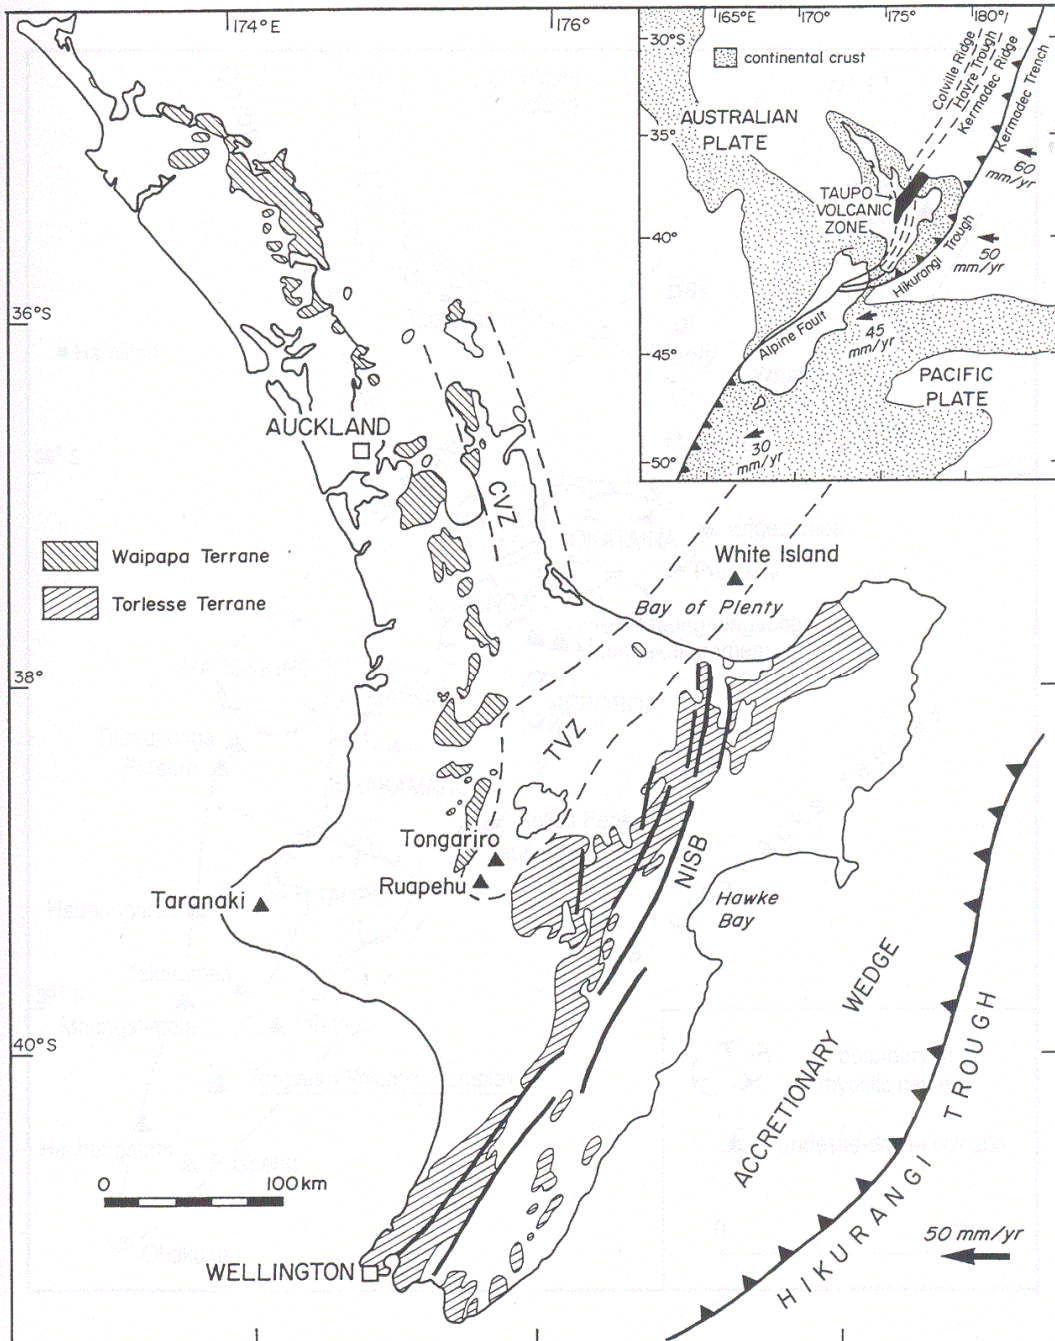 174°E
176°
36°S
38°
40°S
AUCKLAND
CVZ
Waipapa Terrane
Torlesse Terrane
White Island
Bay of Plenty
TVZ
Tongariro
Ruapehu
Taranaki
NISB
Hawke
Bay
ACCRETIONARY WEDGE
HIKURANGI TROUGH
50 mm/yr
0 100km
WELLINGTON
165°E 170° 175° 180°
30°S
35°
40°
45°
50°
continental crust
AUSTRALIAN
PLATE
Colville Ridge
Havre Trough
Kermadec Ridge
Kermadec Trench
60
mm/yr
TAUPO
VOLCANIC
ZONE
50
mm/yr
Hikurangi Trough
Alpine Fault
45
mm/yr
PACIFIC
PLATE
30
mm/yr